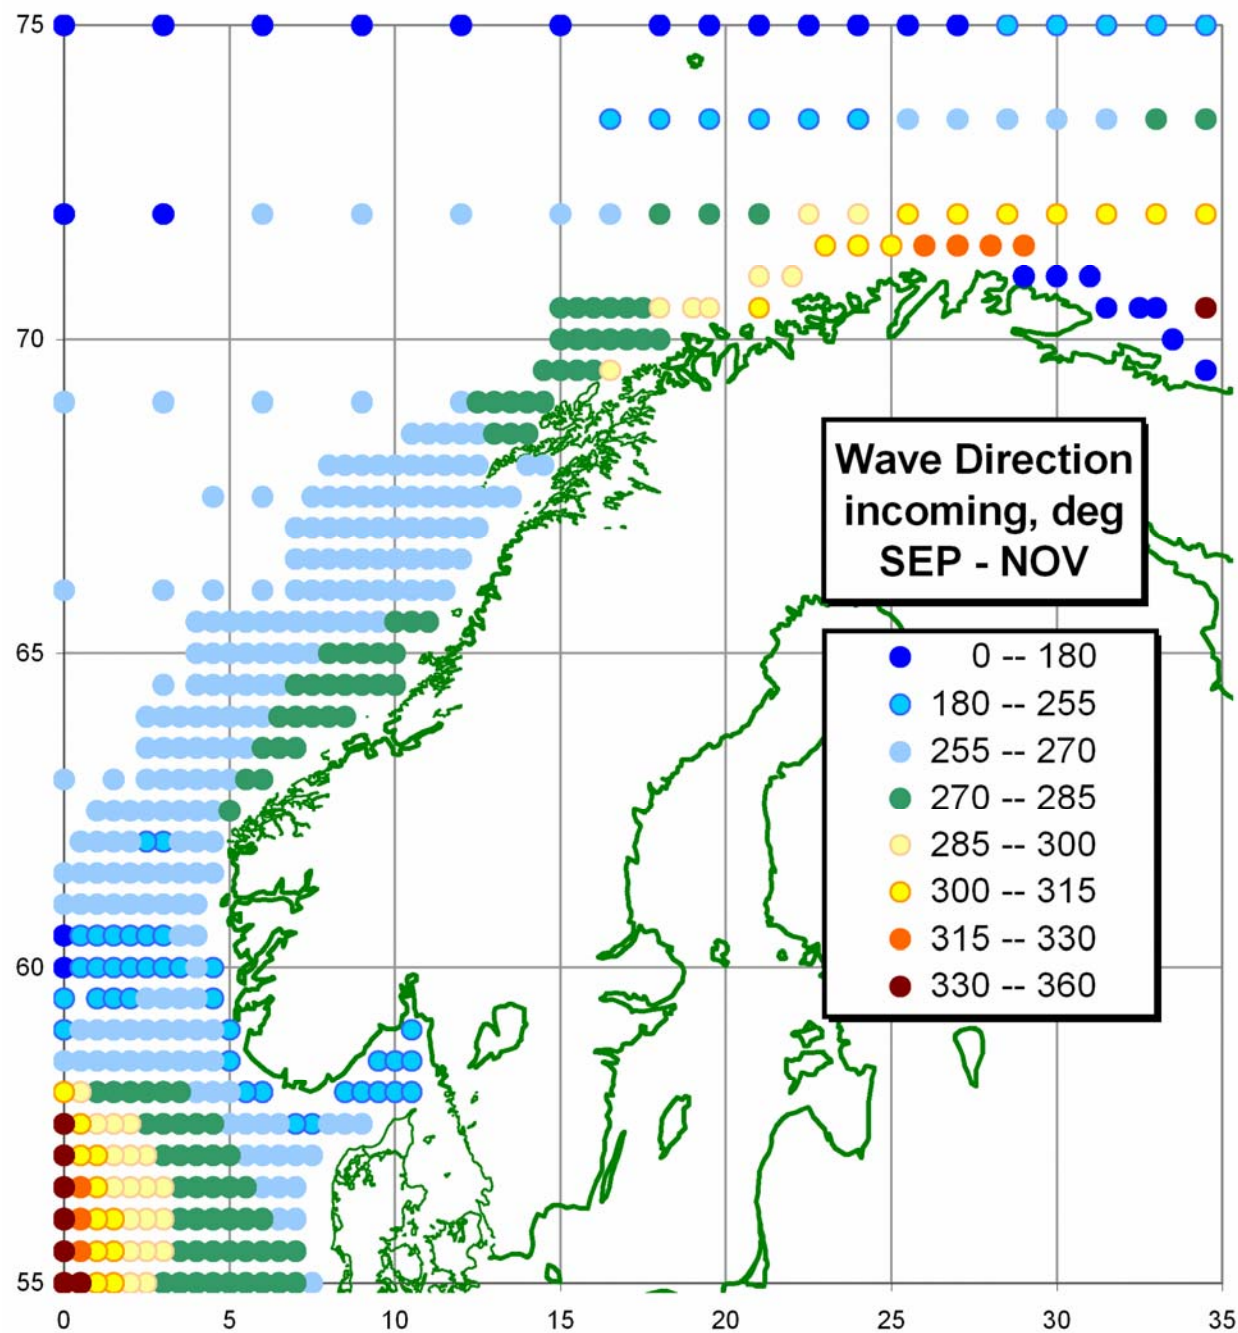 75
70
65
60
55
Wave Direction
incoming, deg
SEP - NOV
0 -- 180
180 -- 255
255 -- 270
270 -- 285
285 -- 300
300 -- 315
315 -- 330
330 -- 360
0 5 10 15 20 25 30 35